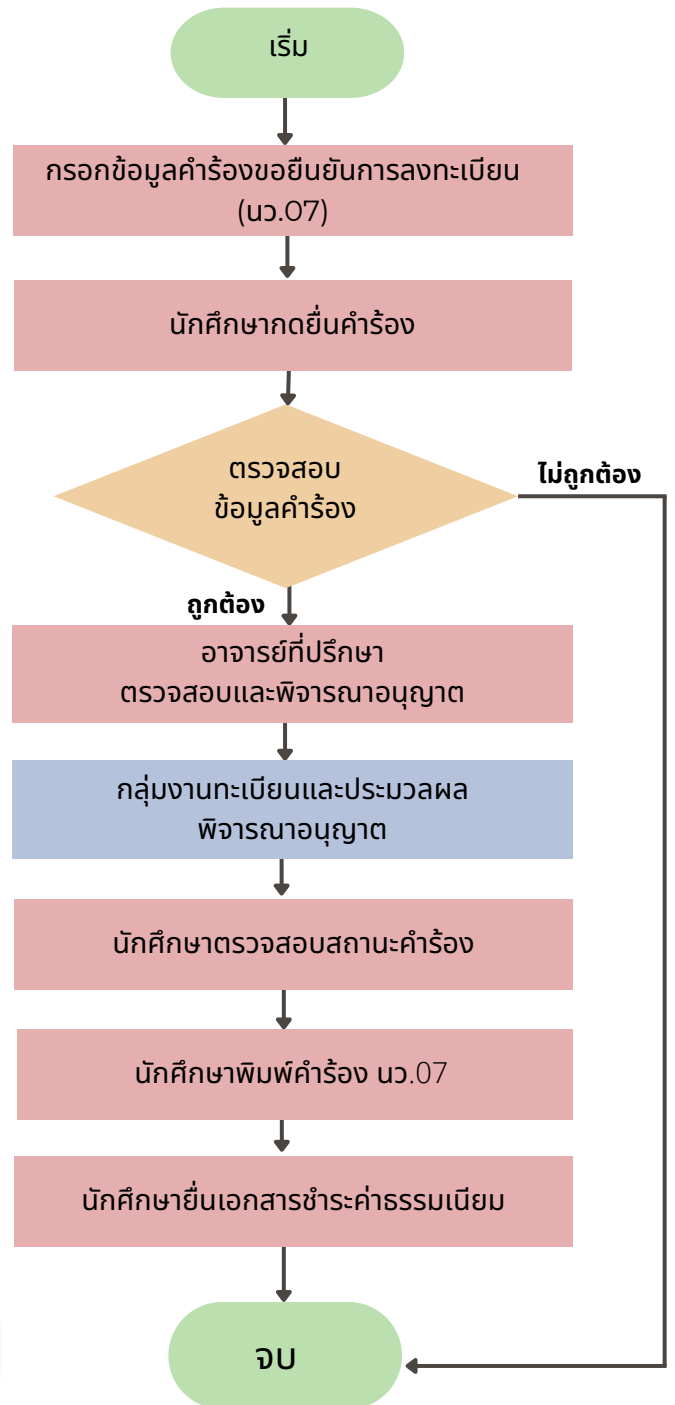 เริ่ม
กรอกข้อมูลคำร้องขอยืนยันการลงทะเบียน
(นว.07)
นักศึกษากดยื่นคำร้อง
ตรวจสอบ
ข้อมูลคำร้อง
ไม่ถูกต้อง
ถูกต้อง
อาจารย์ที่ปรึกษา
ตรวจสอบและพิจารณาอนุญาต
กลุ่มงานทะเบียนและประมวลผล
พิจารณาอนุญาต
นักศึกษาตรวจสอบสถานะคำร้อง
นักศึกษาพิมพ์คำร้อง นว.07
นักศึกษายื่นเอกสารชำระค่าธรรมเนียม
จบ